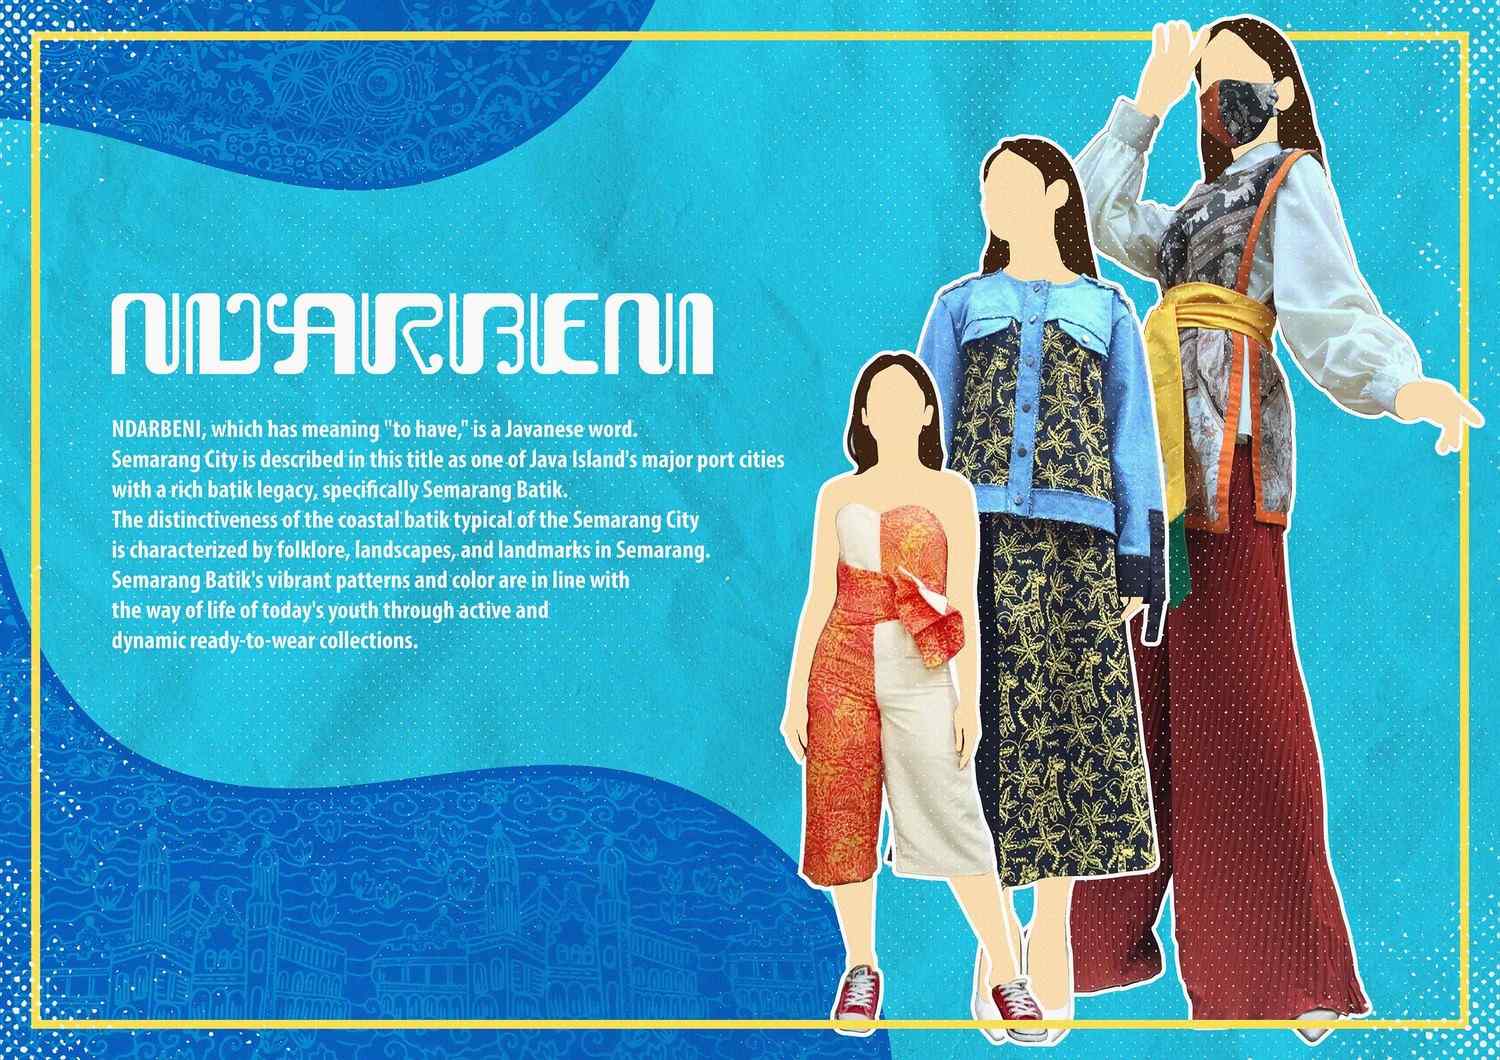 NDARBENI
NDARBENI, which has meaning "to have," is a Javanese word.
Semarang City is described in this title as one of Java Island's major port cities
with a rich batik legacy, specifically Semarang Batik.
The distinctiveness of the coastal batik typical of the Semarang City
is characterized by folklore, landscapes, and landmarks in Semarang.
Semarang Batik's vibrant patterns and color are in line with
the way of life of today's youth through active and
dynamic ready-to-wear collections.